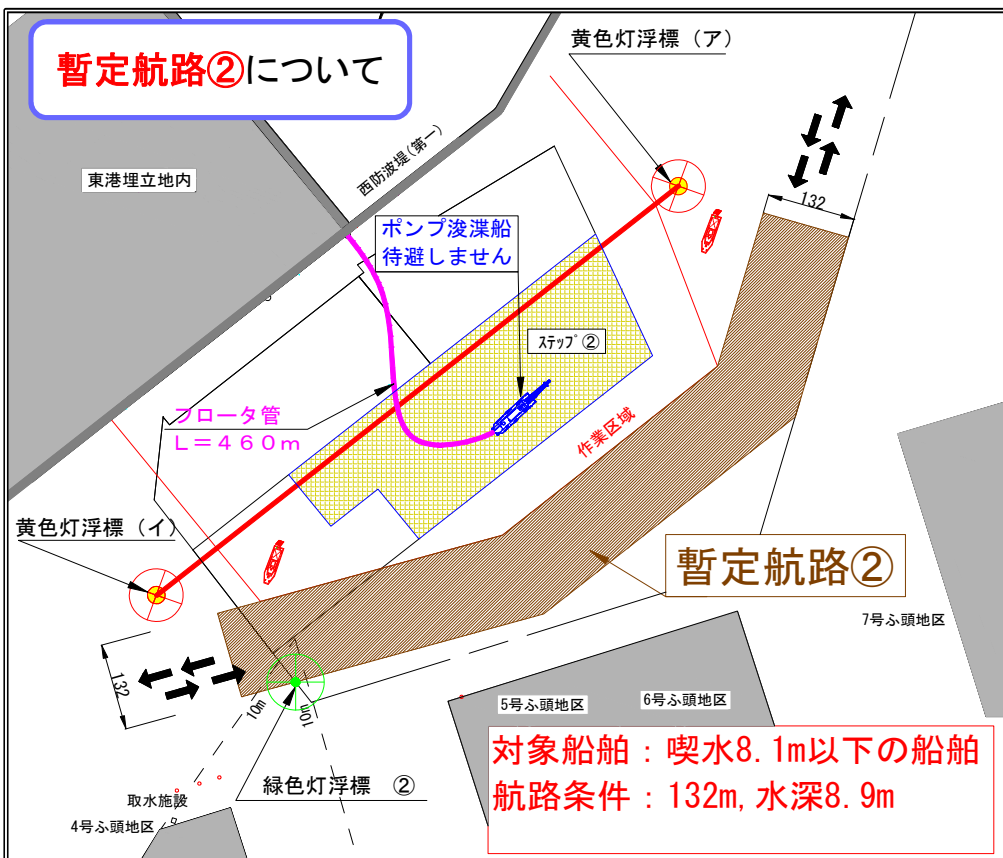 暫定航路②について
黄色灯浮標（ア）
西防波堤(第一)
東港埋立地内
132
ポンプ浚渫船
待避しません
ｽﾃｯﾌﾟ②
フロータ管
L＝４６０ｍ
作業区域
黄色灯浮標（イ）
暫定航路②
7号ふ頭地区
132
10m
10m
5号ふ頭地区
6号ふ頭地区
対象船舶：喫水8.1m以下の船舶
航路条件：132m,水深8.9m
緑色灯浮標　②
取水施設
4号ふ頭地区